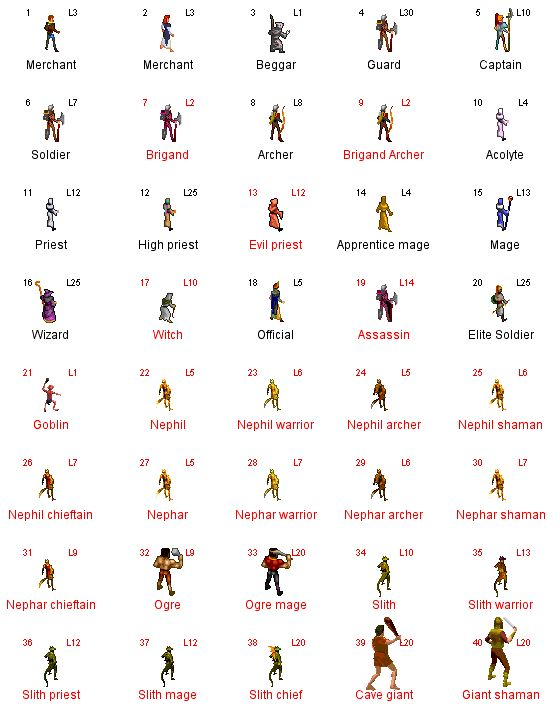 1 L3 2 L3 3 L1 4 L30 5 L10
Merchant Merchant Beggar Guard Captain
6 L7 7 L2 8 L8 9 L2 10 L4
Soldier Brigand Archer Brigand Archer Acolyte
11 L12 12 L25 13 L12 14 L4 15 L13
Priest High priest Evil priest Apprentice mage Mage
16 L25 17 L10 18 L5 19 L14 20 L25
Wizard Witch Official Assassin Elite Soldier
21 L1 22 L5 23 L6 24 L5 25 L6
Goblin Nephil Nephil warrior Nephil archer Nephil shaman
26 L7 27 L5 28 L7 29 L6 30 L7
Nephil chieftain Nephar Nephar warrior Nephar archer Nephar shaman
31 L9 32 L9 33 L20 34 L10 35 L13
Nephar chieftain Ogre Ogre mage Slith Slith warrior
36 L12 37 L12 38 L20 39 L20 40 L20
Slith priest Slith mage Slith chief Cave giant Giant shaman